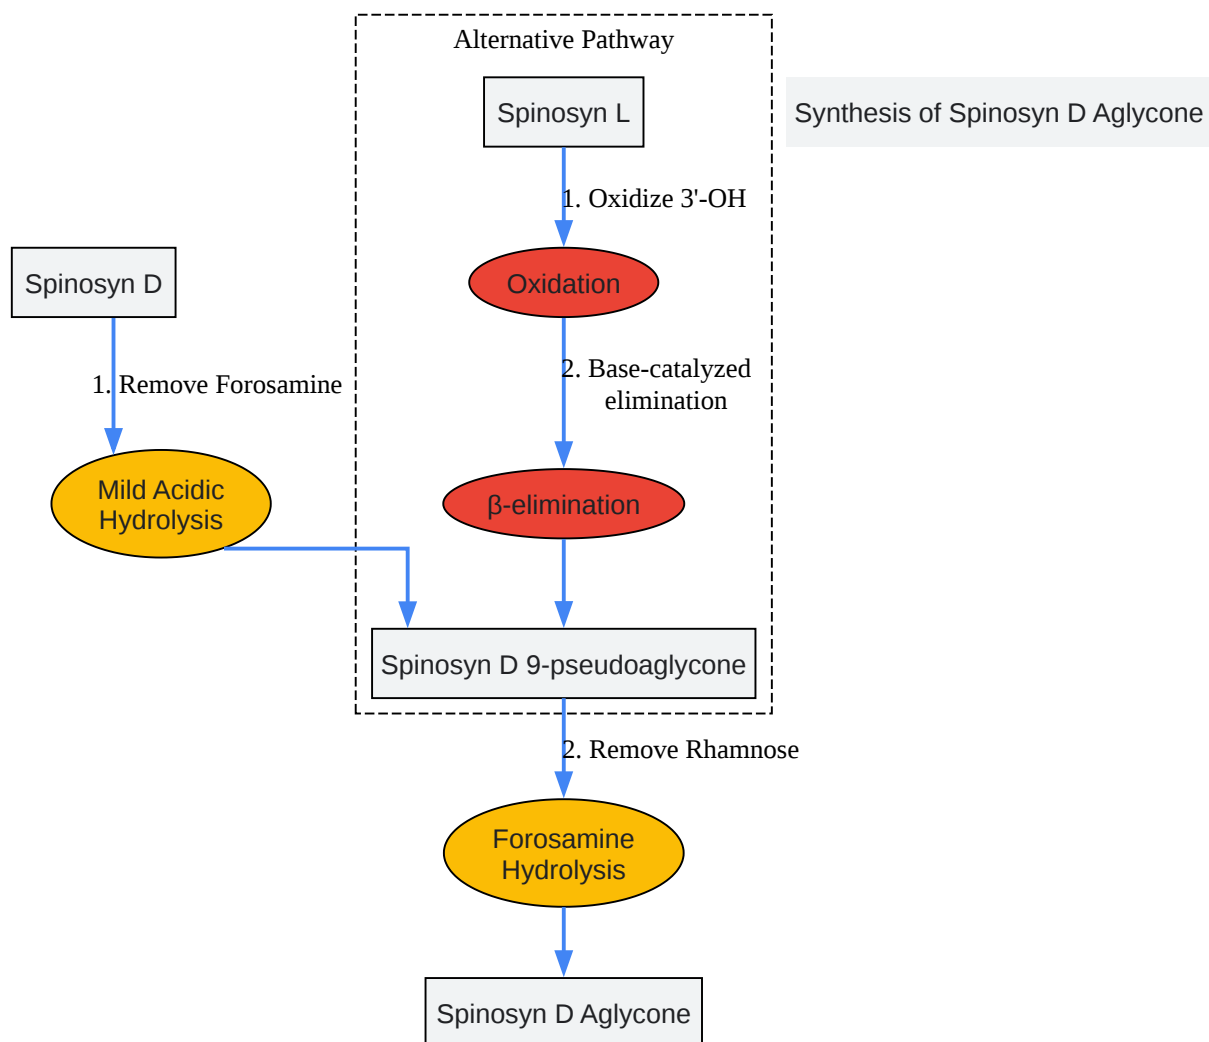 Alternative Pathway
Spinosyn L
Synthesis of Spinosyn D Aglycone
1. Oxidize 3'-OH
Spinosyn D
Oxidation
1. Remove Forosamine
2. Base-catalyzed
elimination
Mild Acidic
Hydrolysis
β-elimination
Spinosyn D 9-pseudoaglycone
2. Remove Rhamnose
Forosamine
Hydrolysis
Spinosyn D Aglycone